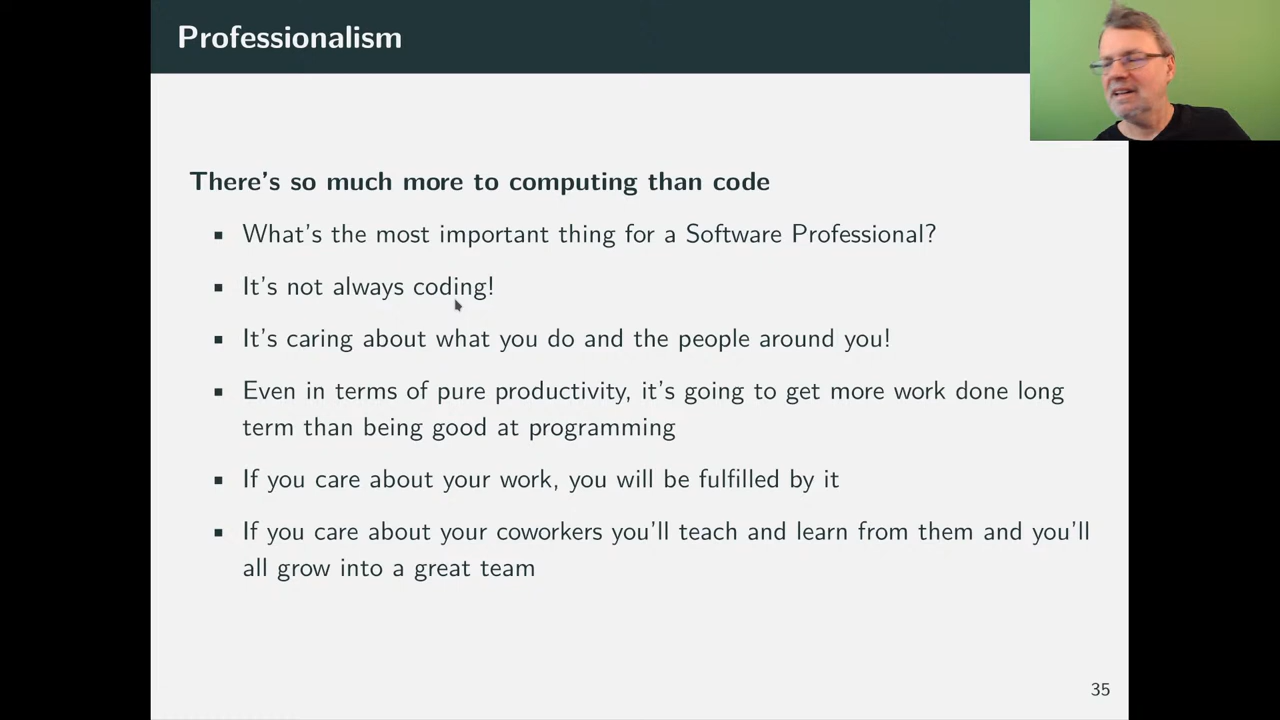 Professionalism
There's so much more to computing than code
▪ What's the most important thing for a Software Professional?
▪ It's not always coding!
▪ It's caring about what you do and the people around you!
▪ Even in terms of pure productivity, it's going to get more work done long
term than being good at programming
▪ If you care about your work, you will be fulfilled by it
▪ If you care about your coworkers you'll teach and learn from them and you'll
all grow into a great team
35